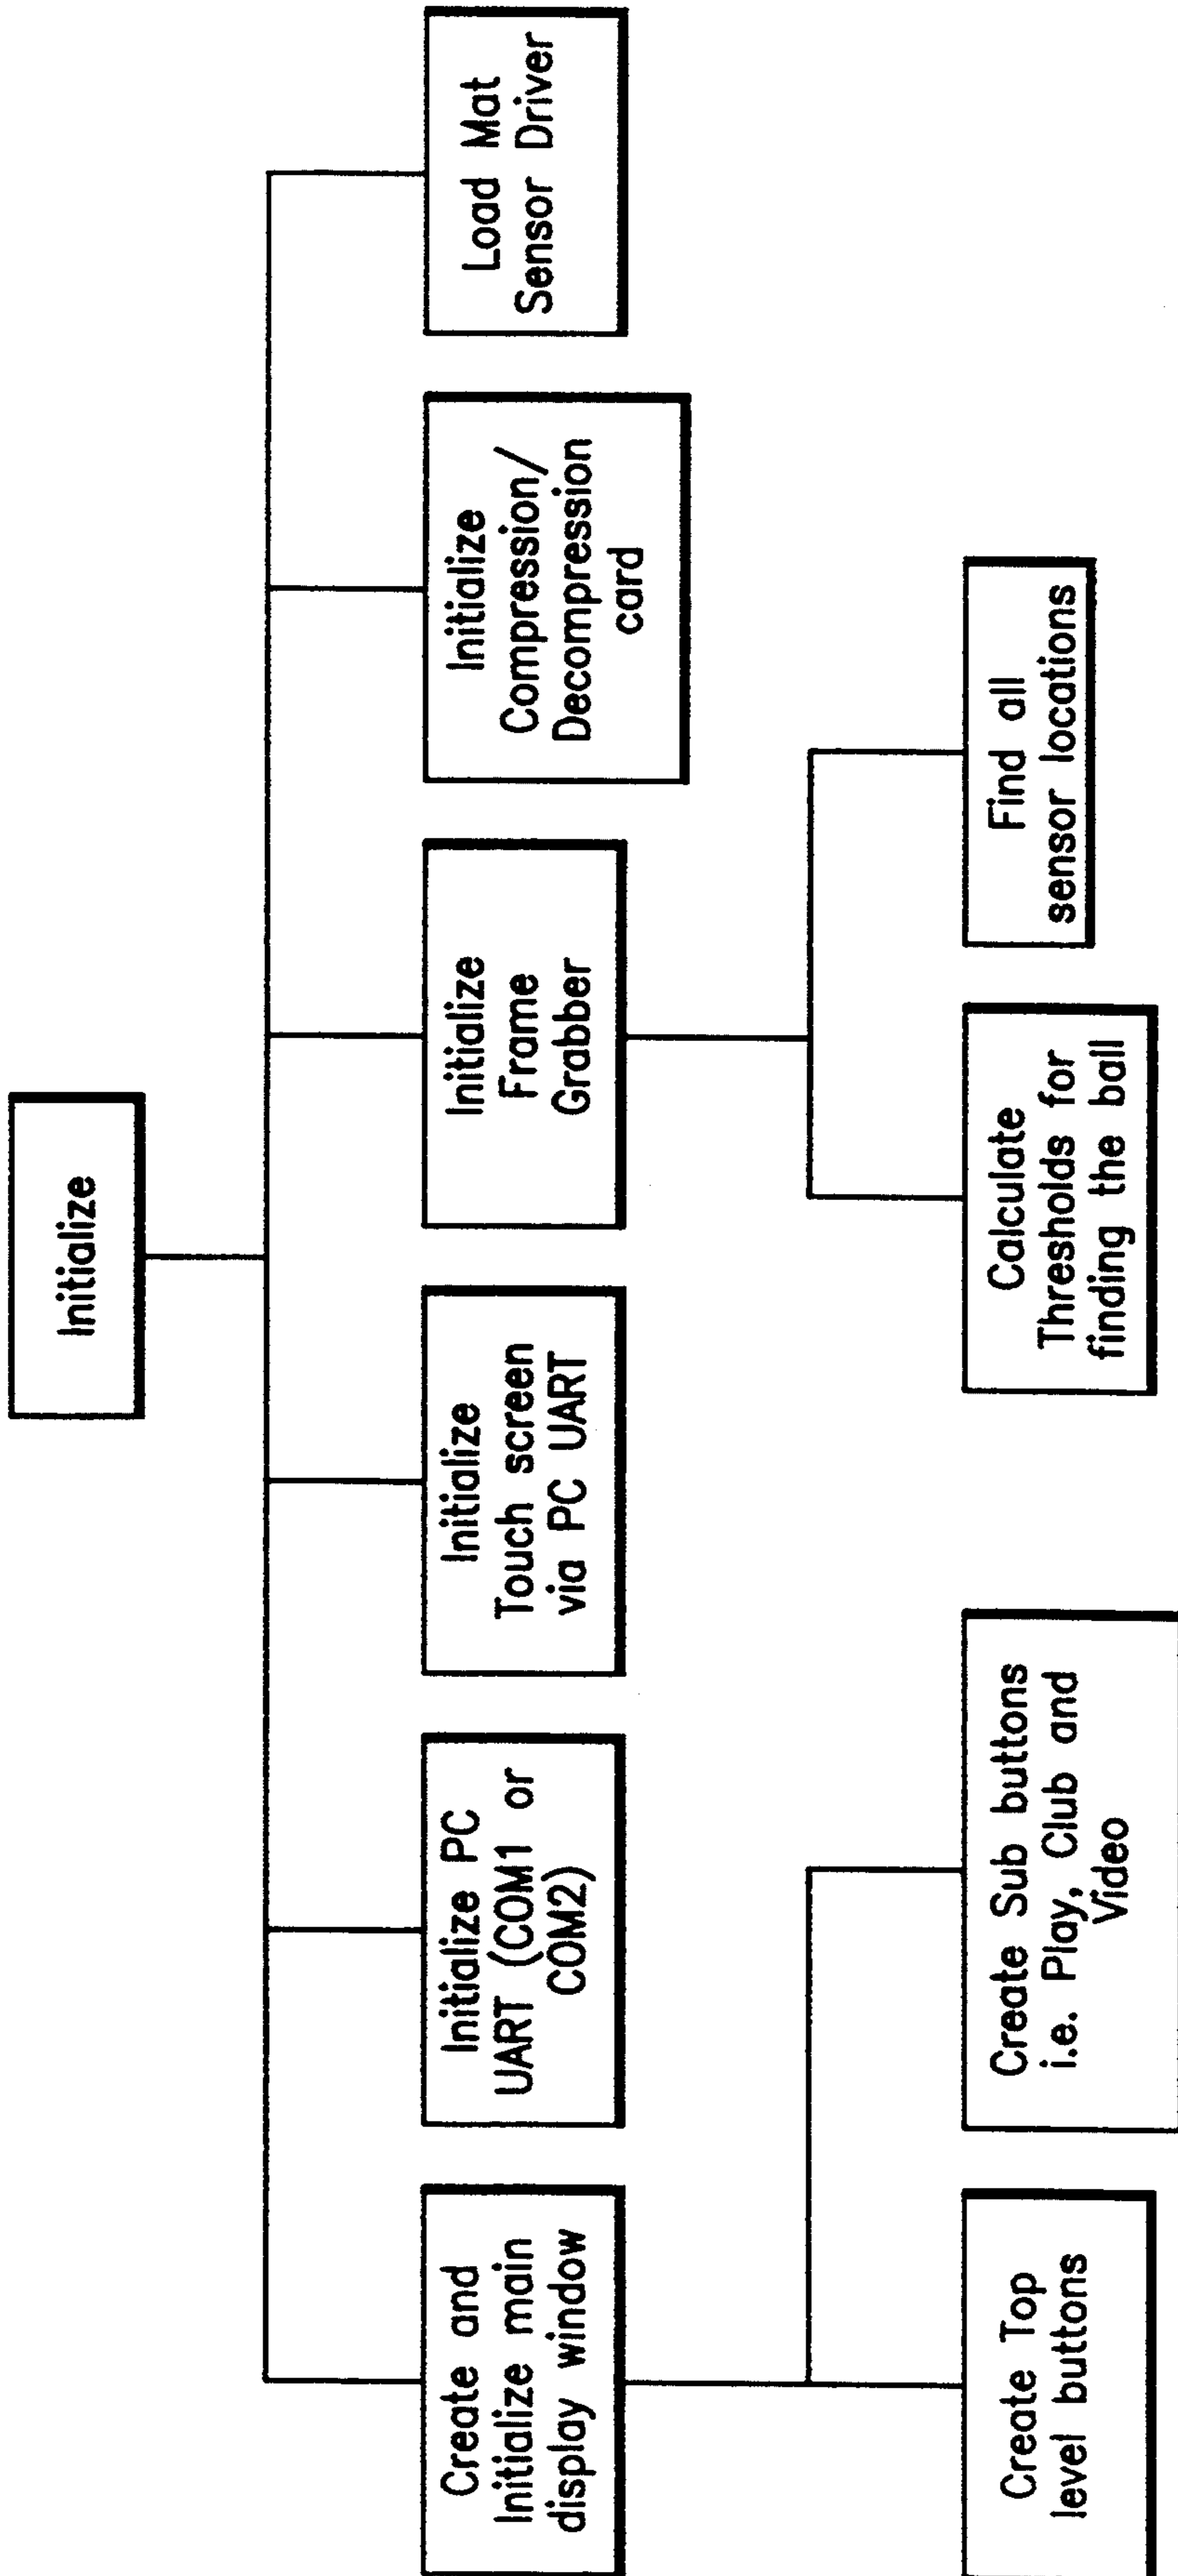 Initialize
Create and
Initialize main
display window
Initialize PC
UART (COM1 or
COM2)
Initialize
Touch screen
via PC UART
Initialize
Frame
Grabber
Initialize
Compression/
Decompression
card
Load Mat
Sensor Driver
Create Top
level buttons
Create Sub buttons
i.e. Play, Club and
Video
Calculate
Thresholds for
finding the ball
Find all
sensor locations